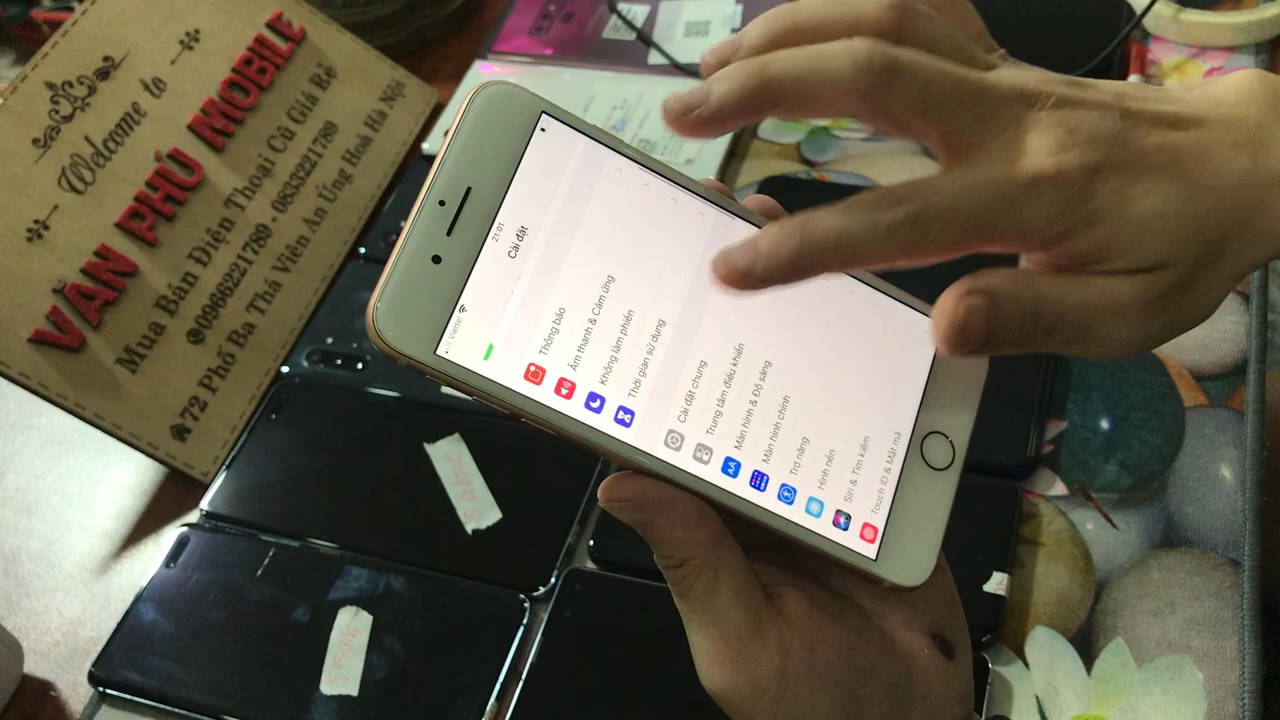 Welcome to
VĂN PHÚ MOBILE
Mua Bán Điện Thoại Cũ Giá Rẻ
0966221789 - 0833221789
72 Phố Ba Thá Viên An Ứng Hoà Hà Nội
Viettel
21:01
Cài đặt
Thông báo
Âm thanh & Cảm ứng
Không làm phiền
Thời gian sử dụng
Cài đặt chung
Trung tâm điều khiển
AA
Màn hình & Độ sáng
Màn hình chính
Trợ năng
Hình nền
Siri & Tìm kiếm
Touch ID & Mật mã